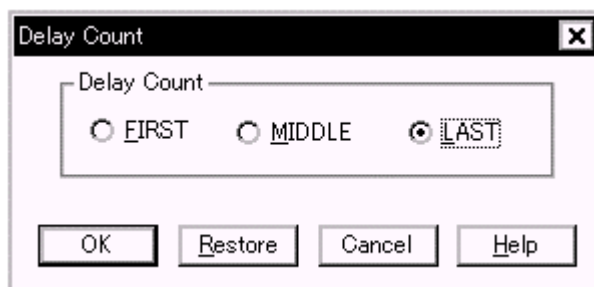 Delay Count
Delay Count
FIRST MIDDLE LAST
OK Restore Cancel Help